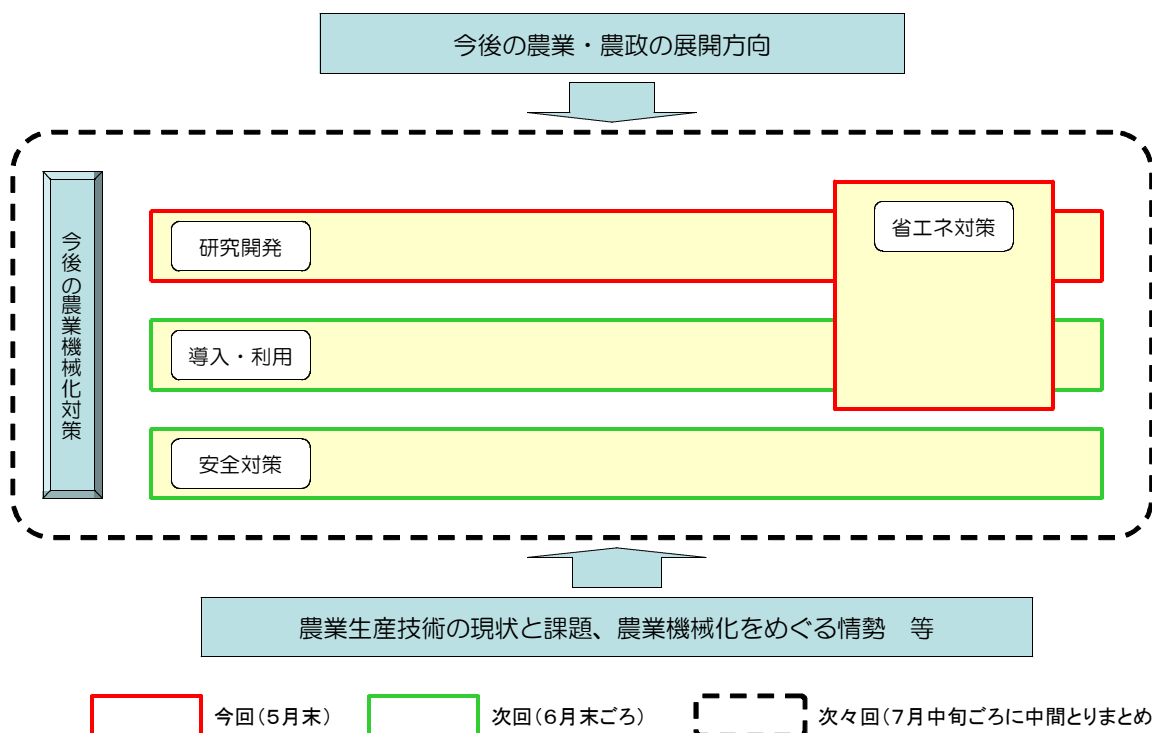 今後の農業・農政の展開方向
今後の農業機械化対策
研究開発
省エネ対策
導入・利用
安全対策
農業生産技術の現状と課題、農業機械化をめぐる情勢　等
今回(5月末)
次回(6月末ごろ)
次々回(7月中旬ごろに中間とりまとめ